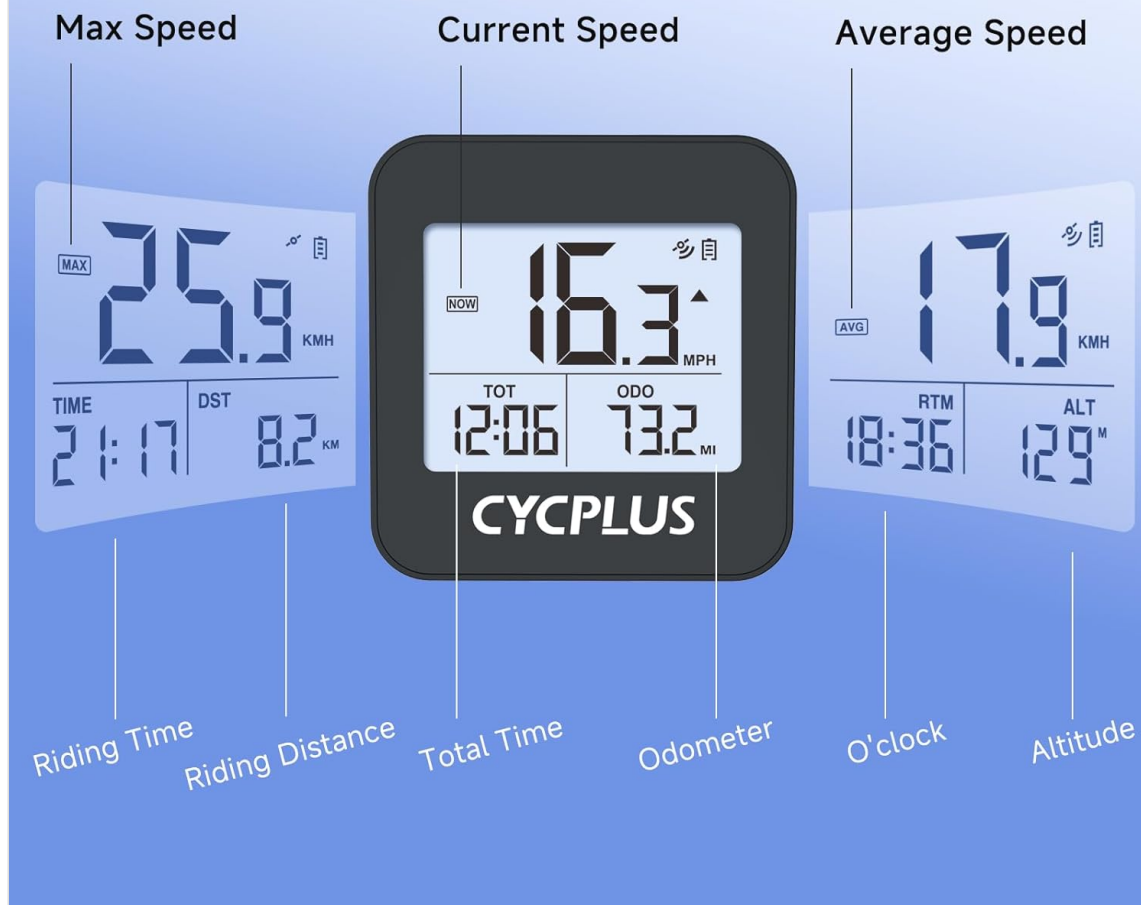 Max Speed
Current Speed
Average Speed
MAX
25.9
KMH
TIME
21:17
DST
8.2
KM
NOW
16.3
MPH
TOT
12:06
ODO
73.2
MI
CYCPLUS
AVG
17.9
KMH
RTM
18:36
ALT
129
M
Riding Time
Riding Distance
Total Time
Odometer
O'clock
Altitude